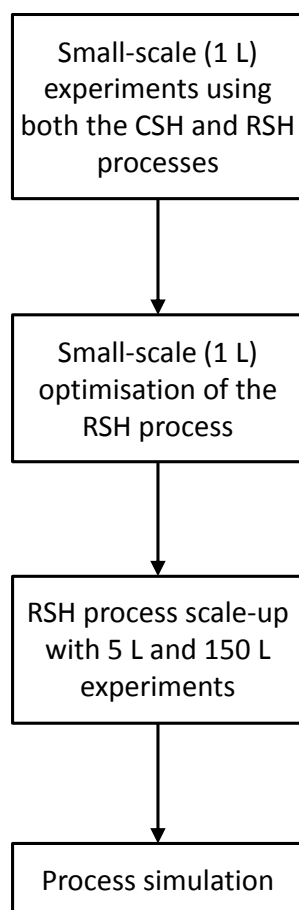 Small-scale (1 L)
experiments using
both the CSH and RSH
processes
Small-scale (1 L)
optimisation of the
RSH process
RSH process scale-up
with 5 L and 150 L
experiments
Process simulation